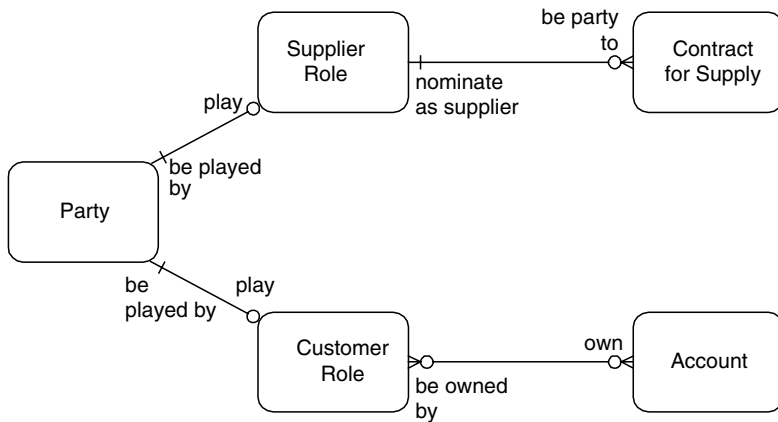 Supplier
Role
be party
to
Contract
for Supply
nominate
as supplier
play
be played
by
Party
be
played by
play
Customer
Role
be owned
by
own
Account